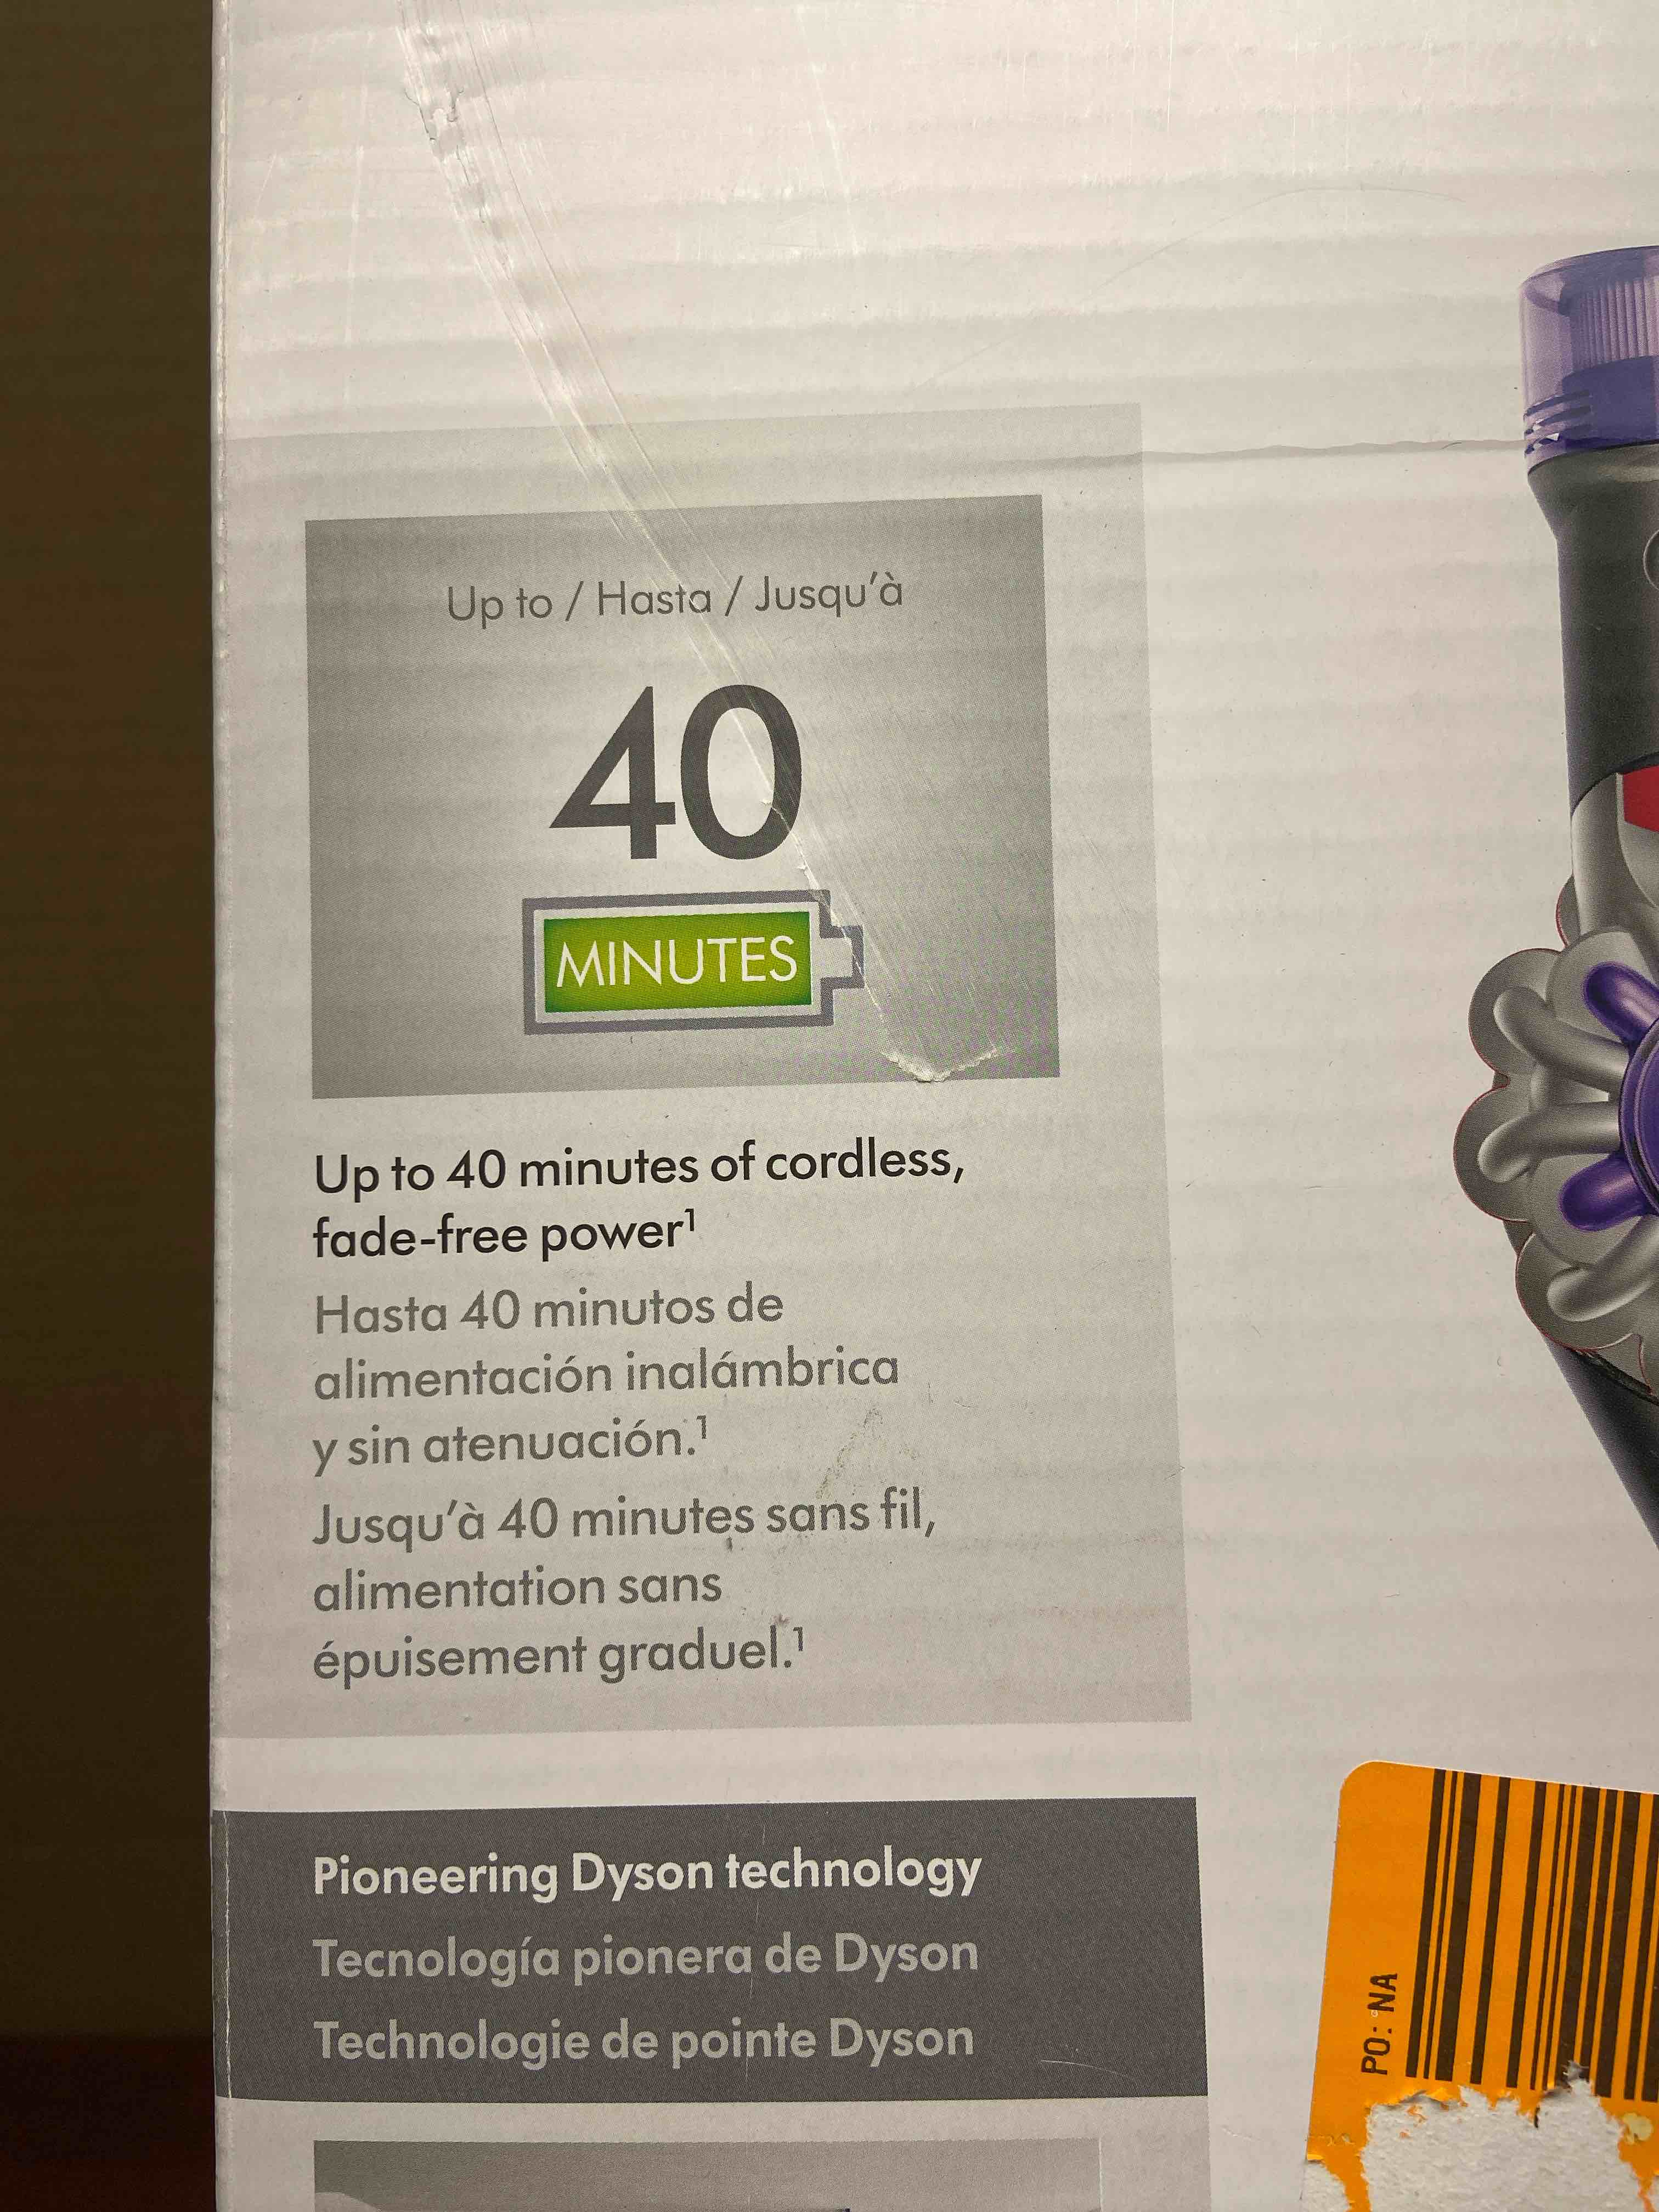 Up to / Hasta / Jusqu'à
40
MINUTES
Up to 40 minutes of cordless,
fade-free power¹
Hasta 40 minutos de
alimentación inalámbrica
y sin atenuación.¹
Jusqu'à 40 minutes sans fil,
alimentation sans
épuisement graduel.¹
Pioneering Dyson technology
Tecnología pionera de Dyson
Technologie de pointe Dyson
PO: NA